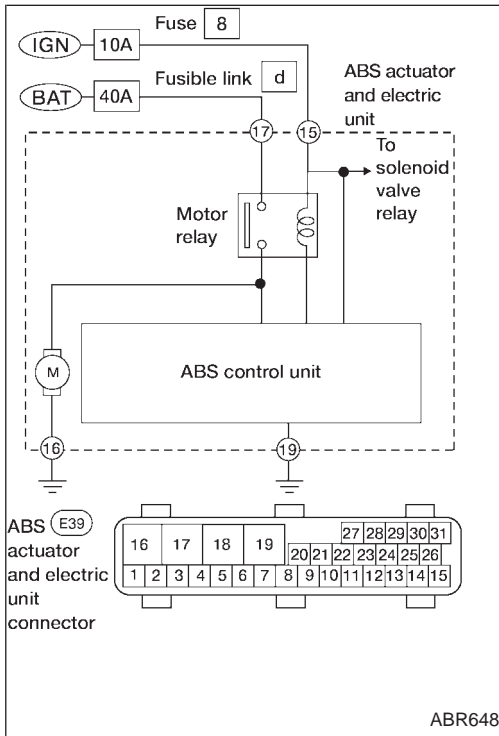 Fuse 8
IGN 10A
Fusible link d
BAT 40A
ABS actuator
and electric
unit
17 15
To
solenoid
valve
relay
Motor
relay
M
ABS control unit
16 19
ABS E39
actuator
and electric
unit
connector
27 28 29 30 31
16 17 18 19
20 21 22 23 24 25 26
1 2 3 4 5 6 7 8 9 10 11 12 13 14 15
ABR648